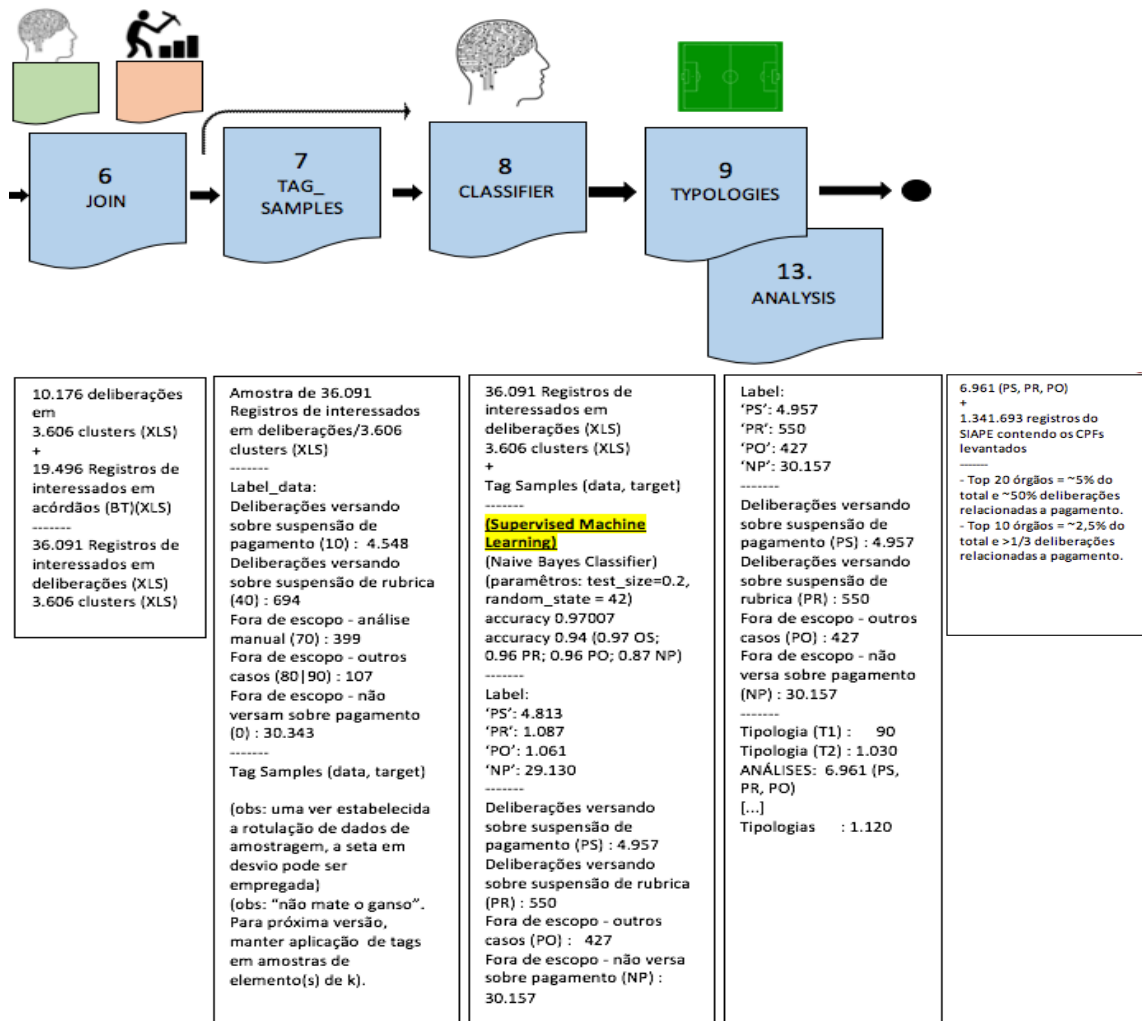 6
JOIN
7
TAG_
SAMPLES
8
CLASSIFIER
9
TYPOLOGIES
13.
ANALYSIS
10.176 deliberações
em
3.606 clusters (XLS)
+
19.496 Registros de
interessados em
acórdãos (BT)(XLS)
-------
36.091 Registros de
interessados em
deliberações (XLS)
3.606 clusters (XLS)
Amostra de 36.091
Registros de interessados
em deliberações/3.606
clusters (XLS)
-------
Label_data:
Deliberações versando
sobre suspensão de
pagamento (10) : 4.548
Deliberações versando
sobre suspensão de rubrica
(40) : 694
Fora de escopo - análise
manual (70) : 399
Fora de escopo - outros
casos (80|90) : 107
Fora de escopo - não
versam sobre pagamento
(0) : 30.343
-------
Tag Samples (data, target)
(obs: uma ver estabelecida
a rotulação de dados de
amostragem, a seta em
desvio pode ser
empregada)
(obs: “não mate o ganso”.
Para próxima versão,
manter aplicação de tags
em amostras de
elemento(s) de k).
36.091 Registros de
interessados em
deliberações (XLS)
3.606 clusters (XLS)
+
Tag Samples (data, target)
-------
(Supervised Machine
Learning)
(Naive Bayes Classifier)
(paramêtros: test_size=0.2,
random_state = 42)
accuracy 0.97007
accuracy 0.94 (0.97 OS;
0.96 PR; 0.96 PO; 0.87 NP)
-------
Label:
‘PS’: 4.813
‘PR’: 1.087
‘PO’: 1.061
‘NP’: 29.130
-------
Deliberações versando
sobre suspensão de
pagamento (PS) : 4.957
Deliberações versando
sobre suspensão de rubrica
(PR) : 550
Fora de escopo - outros
casos (PO) : 427
Fora de escopo - não versa
sobre pagamento (NP) :
30.157
Label:
‘PS’: 4.957
‘PR’: 550
‘PO’: 427
‘NP’: 30.157
-------
Deliberações versando
sobre suspensão de
pagamento (PS) : 4.957
Deliberações versando
sobre suspensão de
rubrica (PR) : 550
Fora de escopo - outros
casos (PO) : 427
Fora de escopo - não
versa sobre pagamento
(NP) : 30.157
-------
Tipologia (T1) : 90
Tipologia (T2) : 1.030
ANÁLISES: 6.961 (PS,
PR, PO)
[...]
Tipologias : 1.120
6.961 (PS, PR, PO)
+
1.341.693 registros do
SIAPE contendo os CPFs
levantados
-------
- Top 20 órgãos = ~5% do
total e ~50% deliberações
relacionadas a pagamento.
- Top 10 órgãos = ~2,5% do
total e >1/3 deliberações
relacionadas a pagamento.